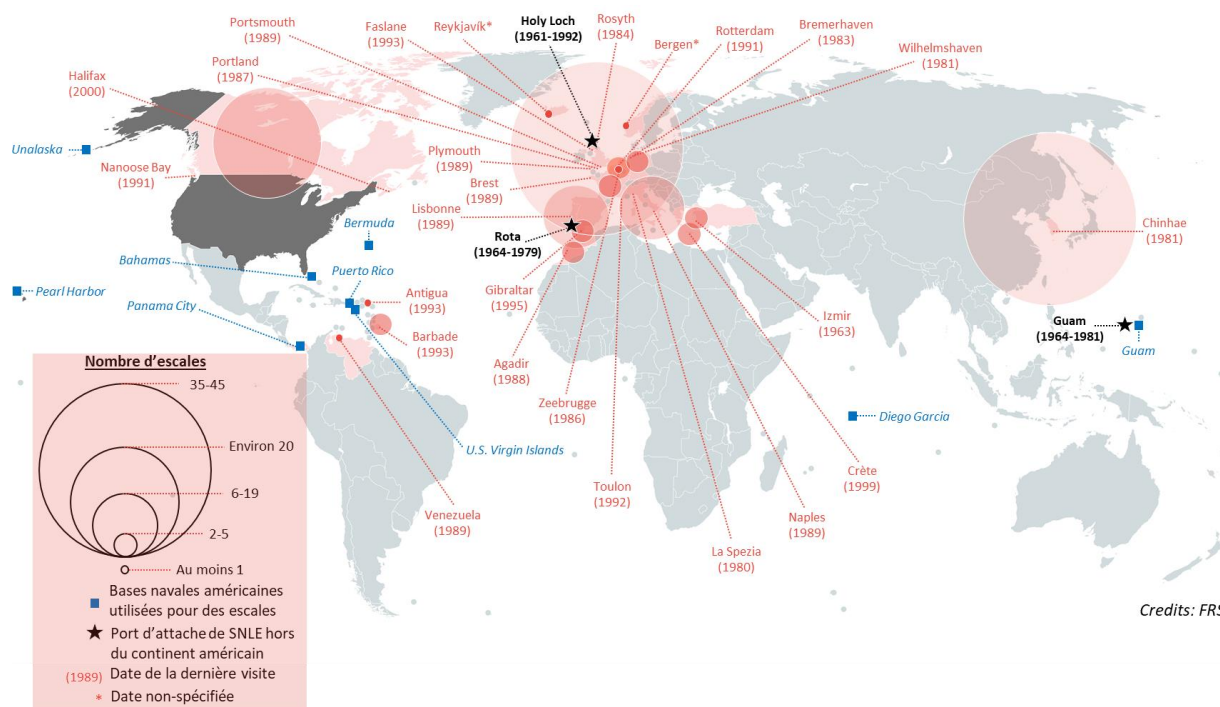 Portsmouth
(1989)
Faslane
(1993)
Reykjavík*
Holy Loch
(1961-1992)
Rosyth
(1984)
Bergen*
Rotterdam
(1991)
Bremerhaven
(1983)
Wilhelmshaven
(1981)
Halifax
(2000)
Portland
(1987)
Unalaska
Nanoose Bay
(1991)
Plymouth
(1989)
Brest
(1989)
Lisbonne
(1989)
Bermuda
Rota
(1964-1979)
Chinhae
(1981)
Bahamas
Puerto Rico
Pearl Harbor
Panama City
Antigua
(1993)
Gibraltar
(1995)
Izmir
(1963)
Barbade
(1993)
Guam
(1964-1981)
Guam
Agadir
(1988)
Zeebrugge
(1986)
Diego Garcia
U.S. Virgin Islands
Crète
(1999)
Toulon
(1992)
Venezuela
(1989)
Naples
(1989)
La Spezia
(1980)
Nombre d’escales
35-45
Environ 20
6-19
2-5
Au moins 1
Bases navales américaines
utilisées pour des escales
Port d’attache de SNLE hors
du continent américain
(1989) Date de la dernière visite
* Date non-spécifiée
Credits: FRS